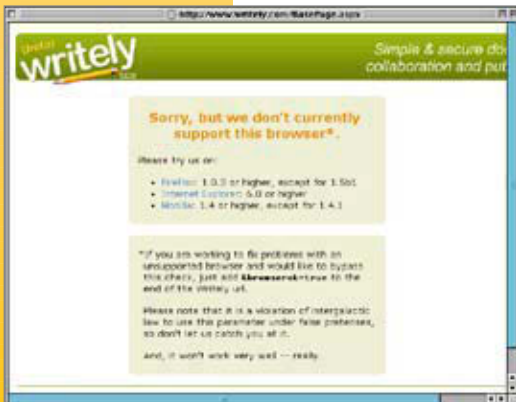 http://www.writely.com/BasePage.aspx
writely
Simple & secure do
collaboration and pub
Sorry, but we don't currently
support this browser*.
Please try us on:
• Firefox: 1.0.3 or higher, except for 1.5b1
• Internet Explorer: 6.0 or higher
• Mozilla: 1.4 or higher, except for 1.4.1
*If you are working to fix problems with an
unsupported browser and would like to bypass
this check, just add &browserok=true to the
end of the Writely url.
Please note that it is a violation of intergalactic
law to use this parameter under false pretenses,
so don't let us catch you at it.
And, it won't work very well -- really.